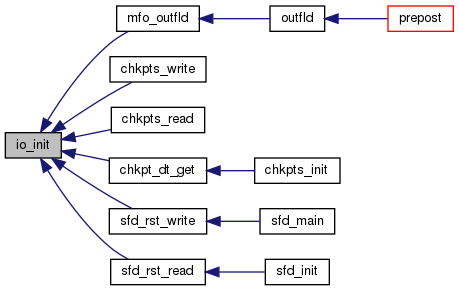 mfo_outfld
outfld
prepost
chkpts_write
chkpts_read
io_init
chkpt_dt_get
chkpts_init
sfd_rst_write
sfd_main
sfd_rst_read
sfd_init